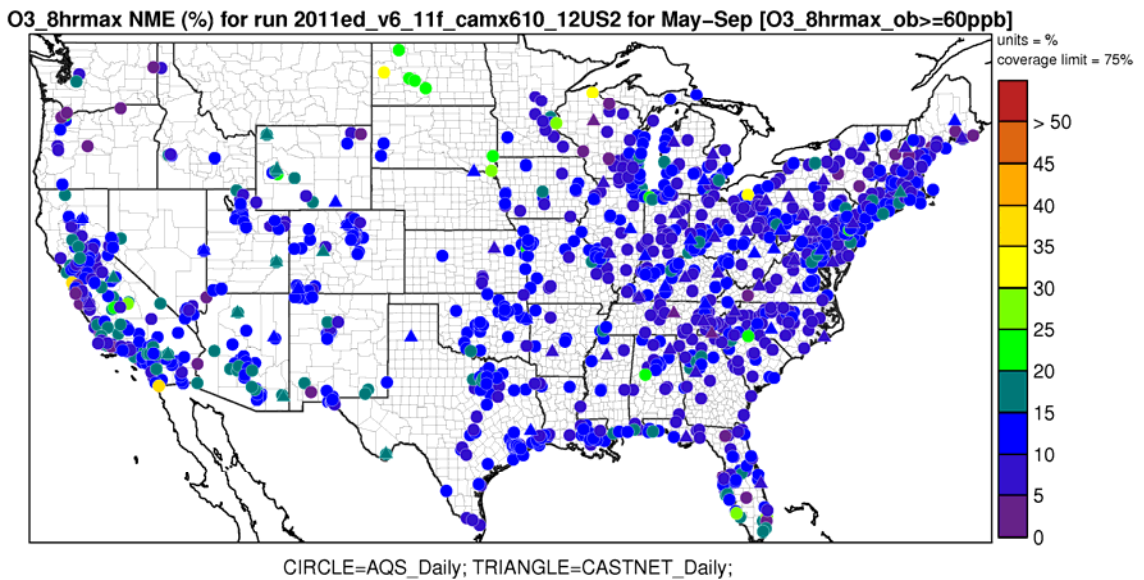 O3_8hrmax NME (%) for run 2011ed_v6_11f_camx610_12US2 for May−Sep [O3_8hrmax_ob>=60ppb]
units = %
coverage limit = 75%
> 50
45
40
35
30
25
20
15
10
5
0
CIRCLE=AQS_Daily; TRIANGLE=CASTNET_Daily;